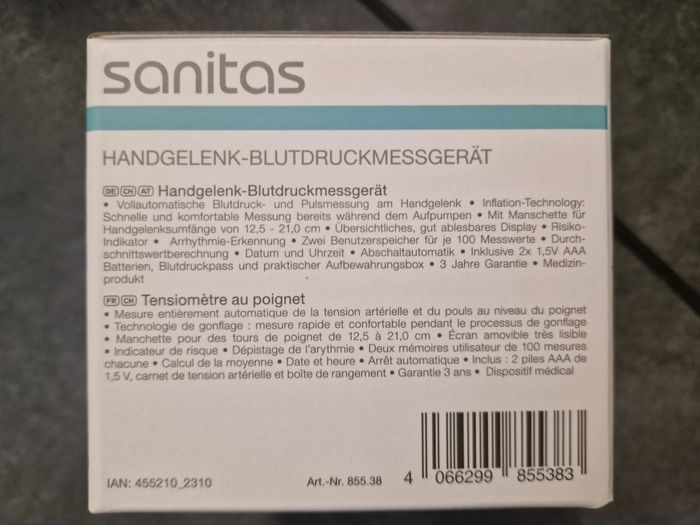 sanitas
HANDGELENK-BLUTDRUCKMESSGERÄT
DE CH AT Handgelenk-Blutdruckmessgerät
• Vollautomatische Blutdruck- und Pulsmessung am Handgelenk • Inflation-Technology:
Schnelle und komfortable Messung bereits während dem Aufpumpen • Mit Manschette für
Handgelenksumfänge von 12,5 - 21,0 cm • Übersichtliches, gut ablesbares Display • Risiko-
Indikator • Arrhythmie-Erkennung • Zwei Benutzerspeicher für je 100 Messwerte • Durch-
schnittswertberechnung • Datum und Uhrzeit • Abschaltautomatik • Inklusive 2x 1,5V AAA
Batterien, Blutdruckpass und praktischer Aufbewahrungsbox • 3 Jahre Garantie • Medizin-
produkt
FR CH Tensiomètre au poignet
• Mesure entièrement automatique de la tension artérielle et du pouls au niveau du poignet
• Technologie de gonflage : mesure rapide et confortable pendant le processus de gonflage
• Manchette pour des tours de poignet de 12,5 à 21,0 cm • Écran amovible très lisible
• Indicateur de risque • Dépistage de l'arythmie • Deux mémoires utilisateur de 100 mesures
chacune • Calcul de la moyenne • Date et heure • Arrêt automatique • Inclus : 2 piles AAA de
1,5 V, carnet de tension artérielle et boîte de rangement • Garantie 3 ans • Dispositif médical
IAN: 455210_2310 Art.-Nr. 855.38 4 066299 855383